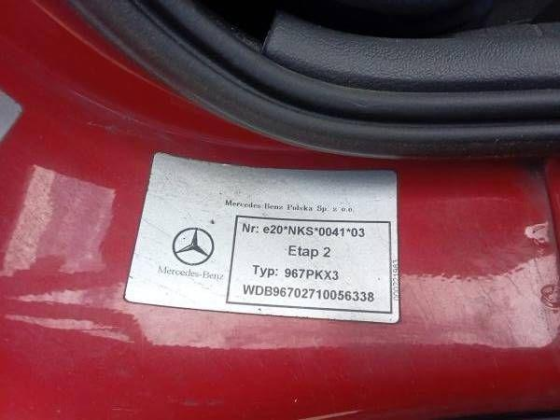 Mercedes-Benz Polska Sp. z o.o.
Nr: e20*NKS*0041*03
Etap 2
Typ: 967PKX3
WDB96702710056338
Mercedes-Benz